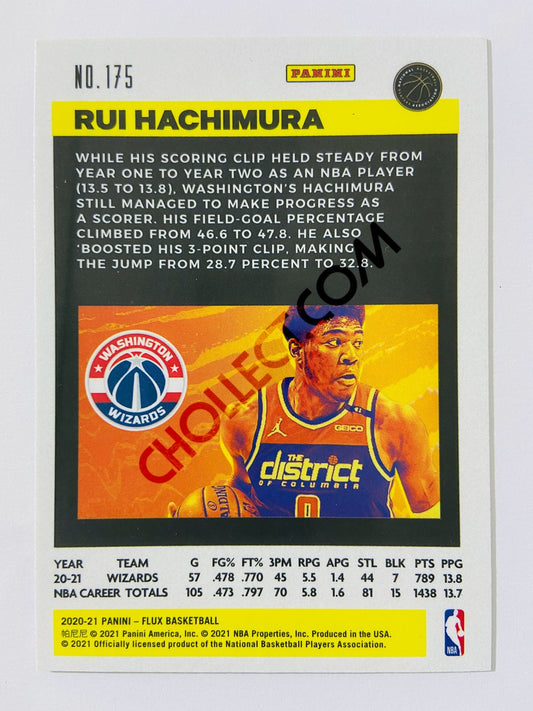 NO. 175
PANINI
NATIONAL BASKETBALL ASSOCIATION
RUI HACHIMURA
WHILE HIS SCORING CLIP HELD STEADY FROM
YEAR ONE TO YEAR TWO AS AN NBA PLAYER
(13.5 TO 13.8), WASHINGTON'S HACHIMURA
STILL MANAGED TO MAKE PROGRESS AS
A SCORER. HIS FIELD-GOAL PERCENTAGE
CLIMBED FROM 46.6 TO 47.8. HE ALSO
'BOOSTED HIS 3-POINT CLIP, MAKING
THE JUMP FROM 28.7 PERCENT TO 32.8.
CHOLLECT.COM
WASHINGTON
WIZARDS
GEICO
THE
district
OF COLUMBIA
SPALDING
YEAR TEAM G FG% FT% 3PM RPG APG STL BLK PTS PPG
20-21 WIZARDS 57 .478 .770 45 5.5 1.4 44 7 789 13.8
NBA CAREER TOTALS 105 .473 .797 70 5.8 1.6 81 15 1438 13.7
2020-21 PANINI – FLUX BASKETBALL
帕尼尼 © 2021 Panini America, Inc. © 2021 NBA Properties, Inc. Produced in the USA.
© 2021 Officially licensed product of the National Basketball Players Association.
NBA